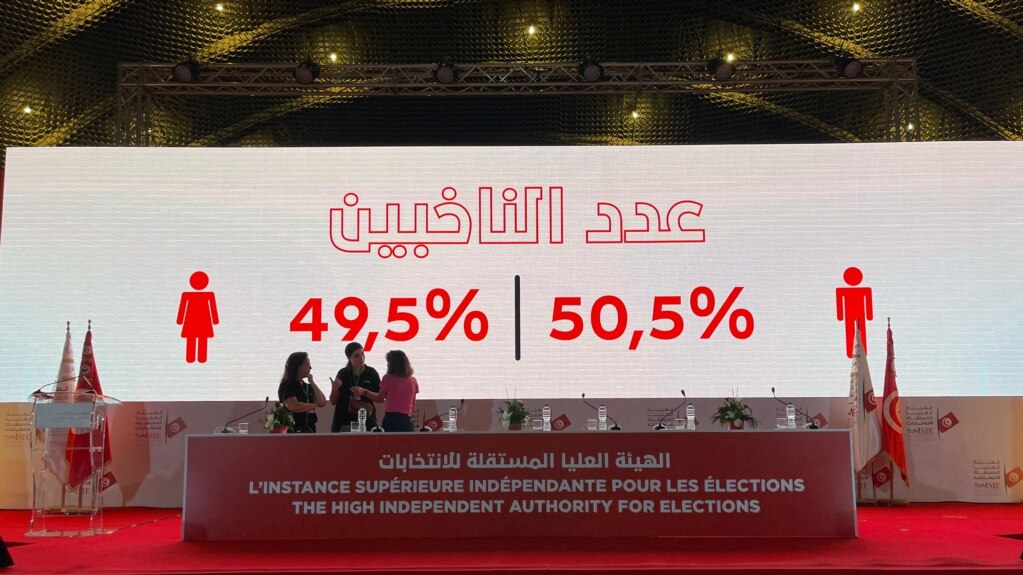 عدد الناخبين
49,5% | 50,5%
الهيئة العليا المستقلة للانتخابات
L'INSTANCE SUPÉRIEURE INDÉPENDANTE POUR LES ÉLECTIONS
THE HIGH INDEPENDENT AUTHORITY FOR ELECTIONS